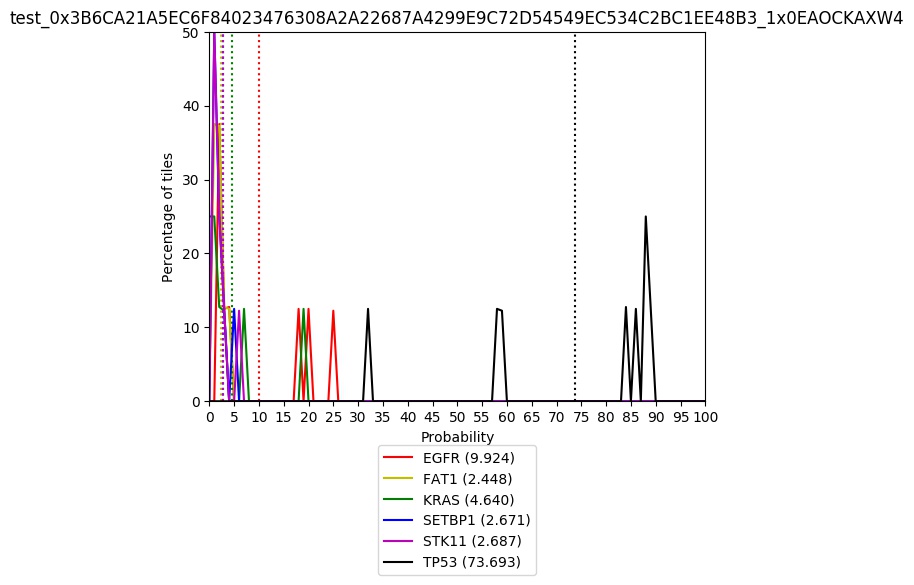 test_0x3B6CA21A5EC6F84023476308A2A22687A4299E9C72D54549EC534C2BC1EE48B3_1x0EAOCKAXW4
50
40
30
20
10
0
Percentage of tiles
0 5 10 15 20 25 30 35 40 45 50 55 60 65 70 75 80 85 90 95 100
Probability
EGFR (9.924)
FAT1 (2.448)
KRAS (4.640)
SETBP1 (2.671)
STK11 (2.687)
TP53 (73.693)